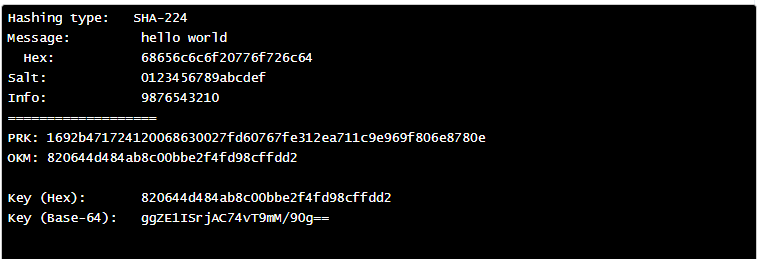 Hashing type:   SHA-224
Message:         hello world
  Hex:           68656c6c6f20776f726c64
Salt:            0123456789abcdef
Info:            9876543210
===================
PRK: 1692b471724120068630027fd60767fe312ea711c9e969f806e8780e
OKM: 820644d484ab8c00bbe2f4fd98cffdd2
Key (Hex):       820644d484ab8c00bbe2f4fd98cffdd2
Key (Base-64):   ggZE1ISrjAC74vT9mM/90g==